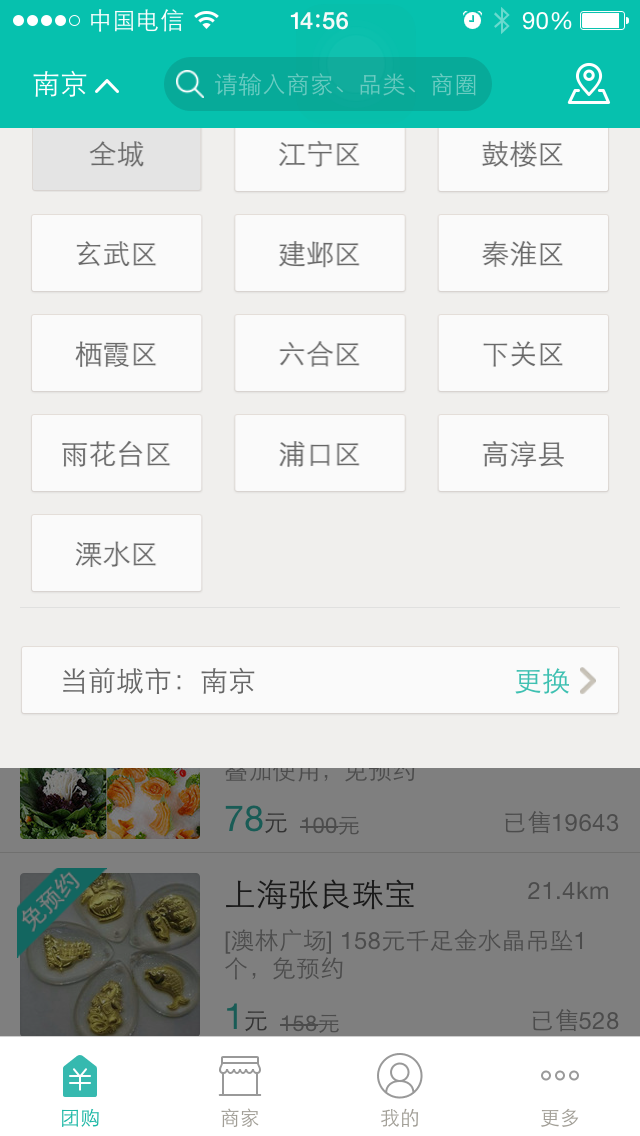 中国电信 14:56 90%
南京 请输入商家、品类、商圈
全城 江宁区 鼓楼区
玄武区 建邺区 秦淮区
栖霞区 六合区 下关区
雨花台区 浦口区 高淳县
溧水区
当前城市：南京 更换
叠加使用，免预约
78元 100元 已售19643
免预约
上海张良珠宝 21.4km
[澳林广场] 158元千足金水晶吊坠1
个，免预约
1元 158元 已售528
团购 商家 我的 更多